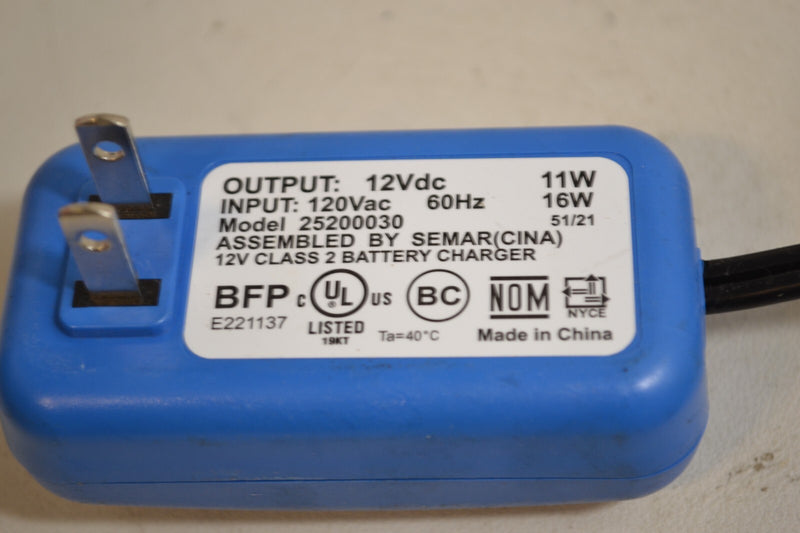 OUTPUT: 12Vdc 11W
INPUT: 120Vac 60Hz 16W
Model 25200030 51/21
ASSEMBLED BY SEMAR(CINA)
12V CLASS 2 BATTERY CHARGER
BFP C UL ® US BC NOM
E221137 LISTED NYCE
19KT Ta=40°C Made in China